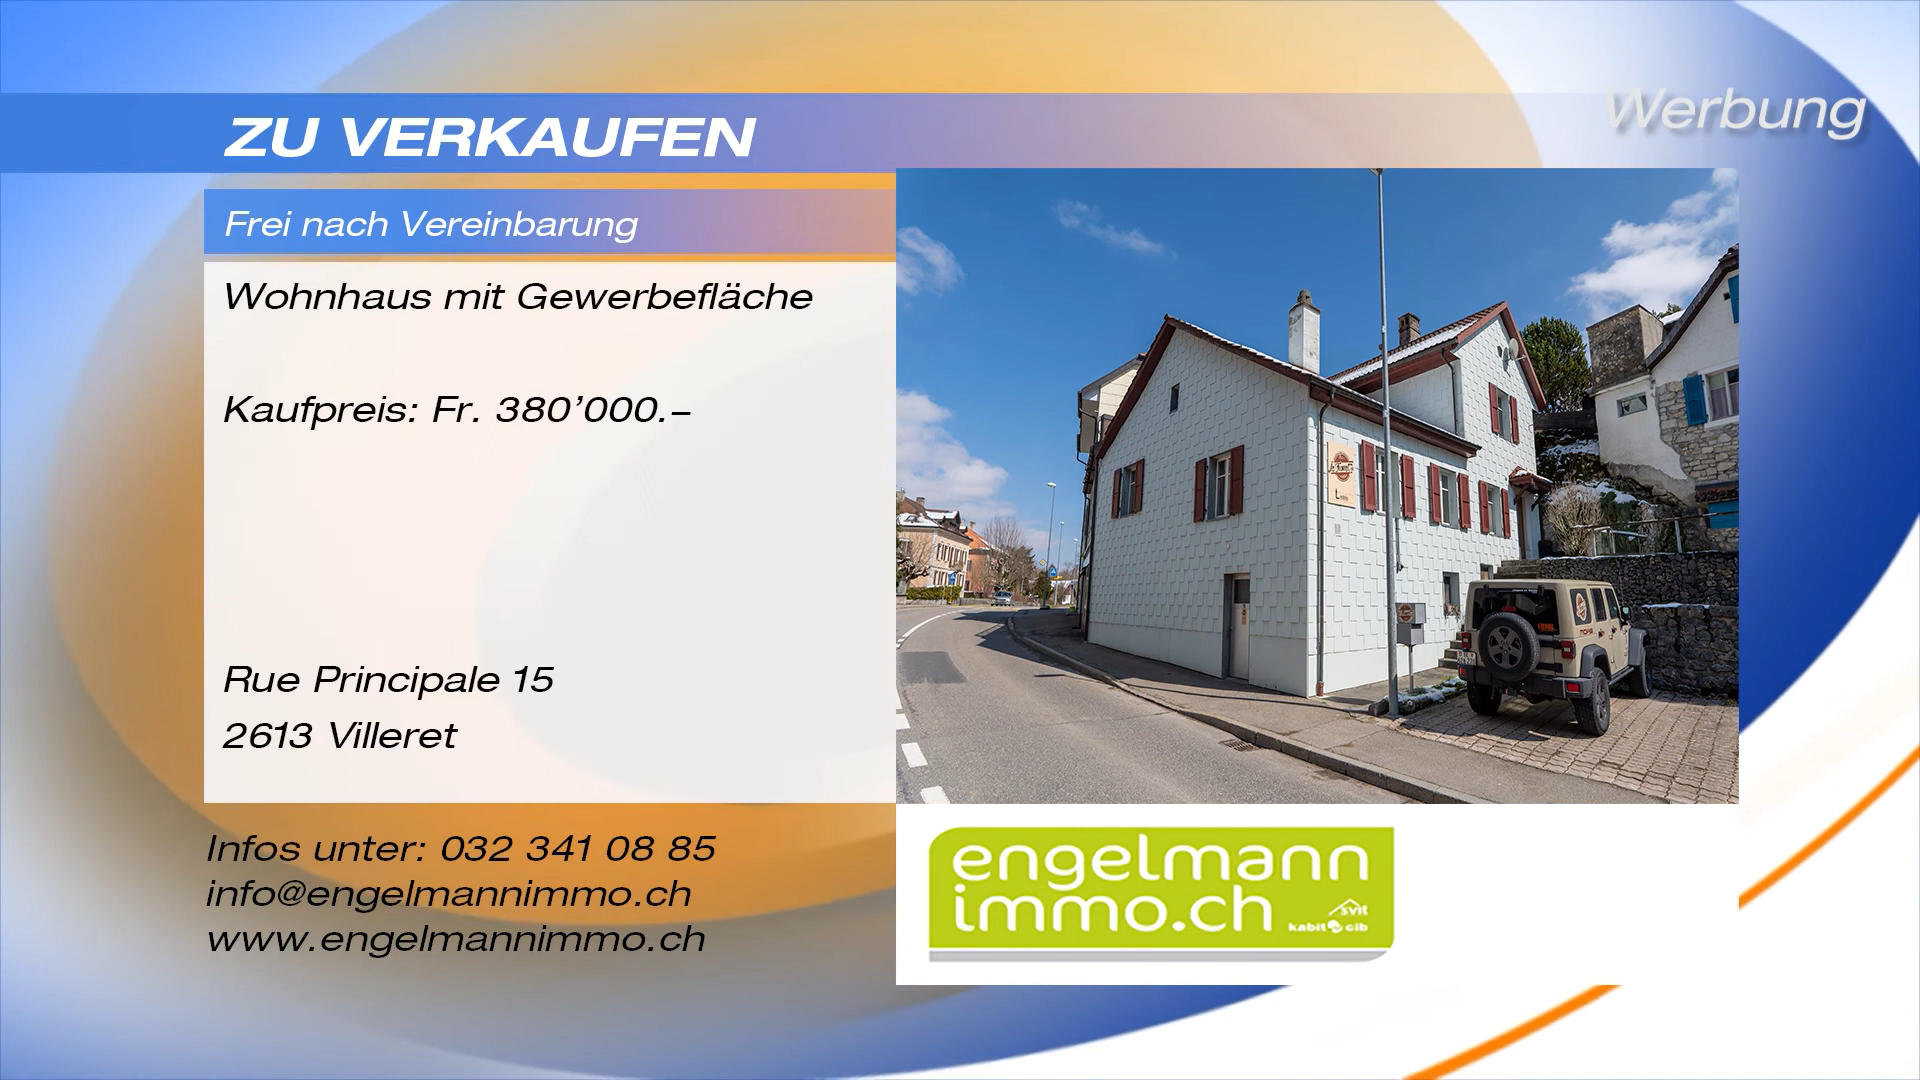 Werbung
ZU VERKAUFEN
Frei nach Vereinbarung
Wohnhaus mit Gewerbefläche
Kaufpreis: Fr. 380’000.–
Rue Principale 15
2613 Villeret
Infos unter: 032 341 08 85
info@engelmannimmo.ch
www.engelmannimmo.ch
engelmann
immo.ch
svit
kabit cib